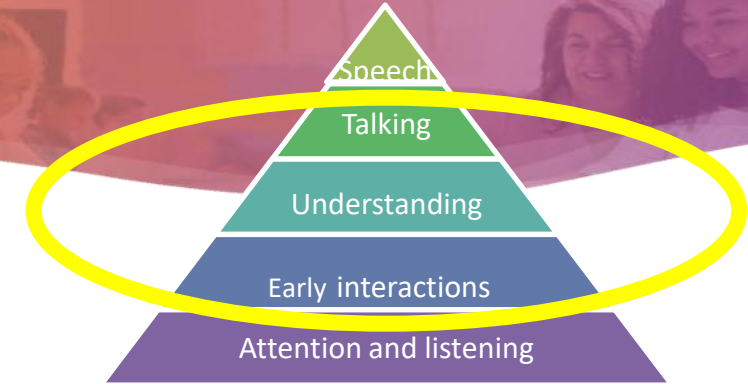 Speech
Talking
Understanding
Early interactions
Attention and listening